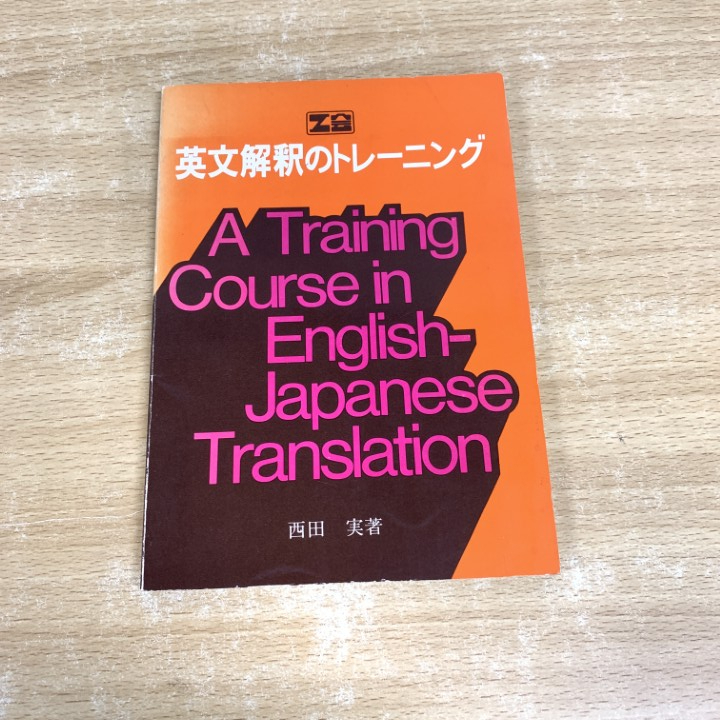 Z会
英文解釈のトレーニング
A Training
Course in
English-
Japanese
Translation
西田 実著